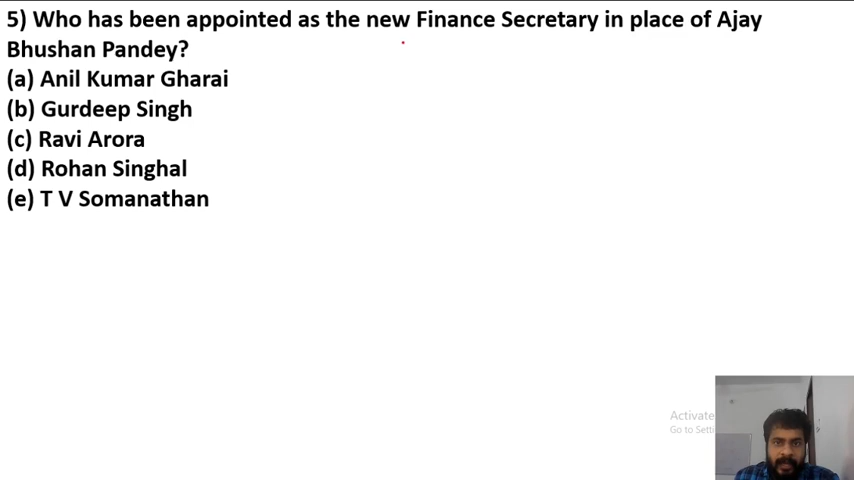 5) Who has been appointed as the new Finance Secretary in place of Ajay
Bhushan Pandey?
(a) Anil Kumar Gharai
(b) Gurdeep Singh
(c) Ravi Arora
(d) Rohan Singhal
(e) T V Somanathan
Activate
Go to Setti